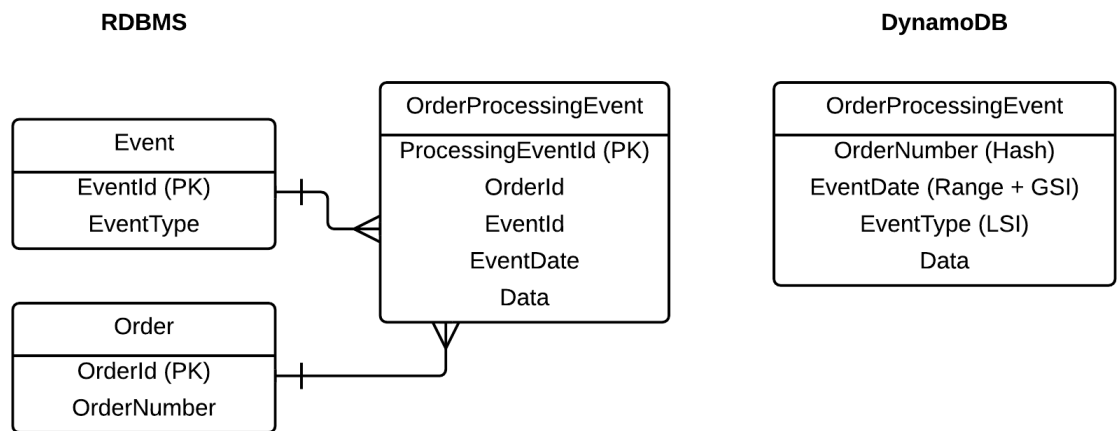 RDBMS
Event
EventId (PK)
EventType
Order
OrderId (PK)
OrderNumber
OrderProcessingEvent
ProcessingEventId (PK)
OrderId
EventId
EventDate
Data
DynamoDB
OrderProcessingEvent
OrderNumber (Hash)
EventDate (Range + GSI)
EventType (LSI)
Data